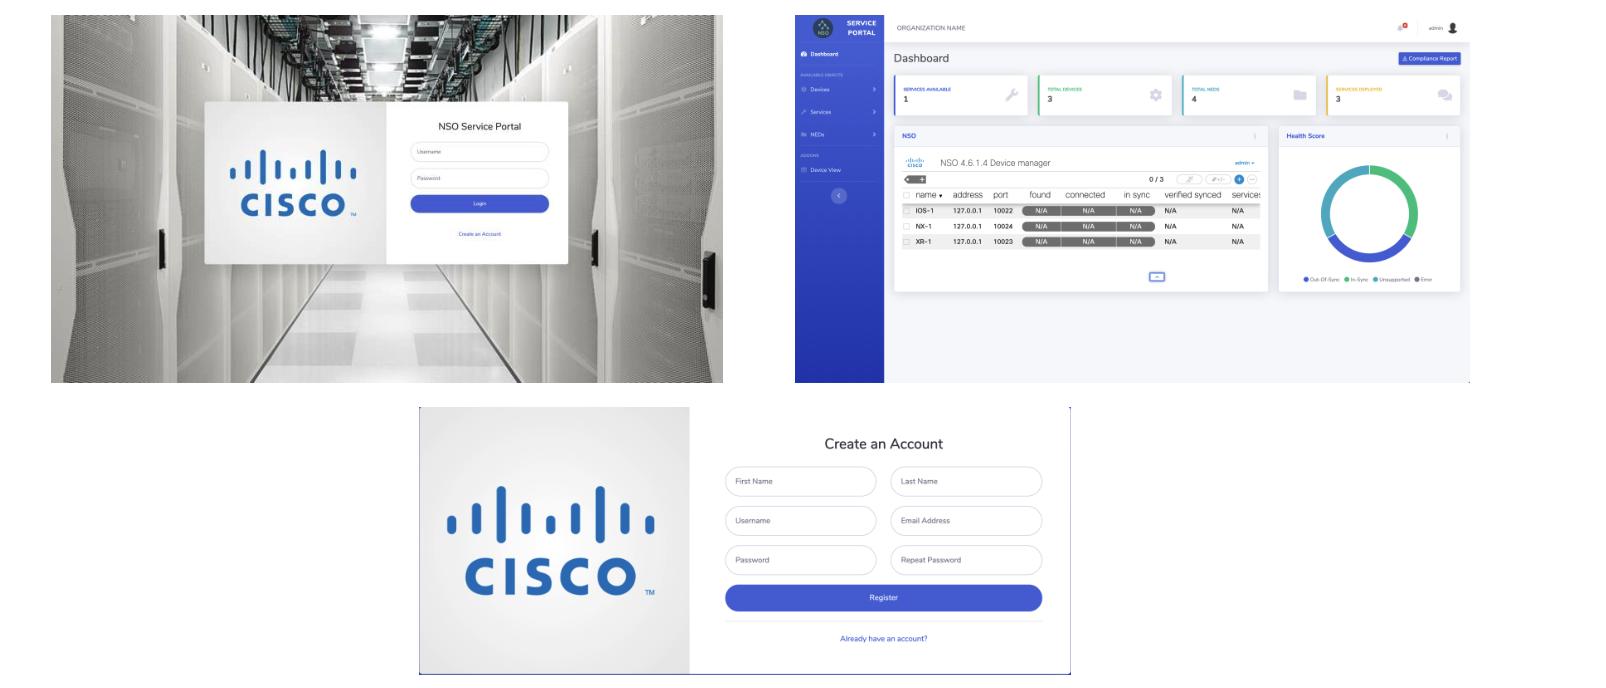 NSO Service Portal
Username
Password
Login
Create an Account
CISCO
TM
NSO
SERVICE
PORTAL
Dashboard
AVAILABLE OBJECTS
Devices
Services
NEDs
ADDONS
Device View
ORGANIZATION NAME
admin
Dashboard
Compliance Report
SERVICES AVAILABLE
1
TOTAL DEVICES
3
TOTAL NEDS
4
SERVICES DEPLOYED
3
NSO
CISCO
NSO 4.6.1.4 Device manager
admin
0 / 3
name address port found connected in sync verified synced services
IOS-1 127.0.0.1 10022 N/A N/A N/A N/A N/A
NX-1 127.0.0.1 10024 N/A N/A N/A N/A N/A
XR-1 127.0.0.1 10023 N/A N/A N/A N/A N/A
Health Score
Out-Of-Sync In-Sync Unsupported Error
CISCO
TM
Create an Account
First Name Last Name
Username Email Address
Password Repeat Password
Register
Already have an account?